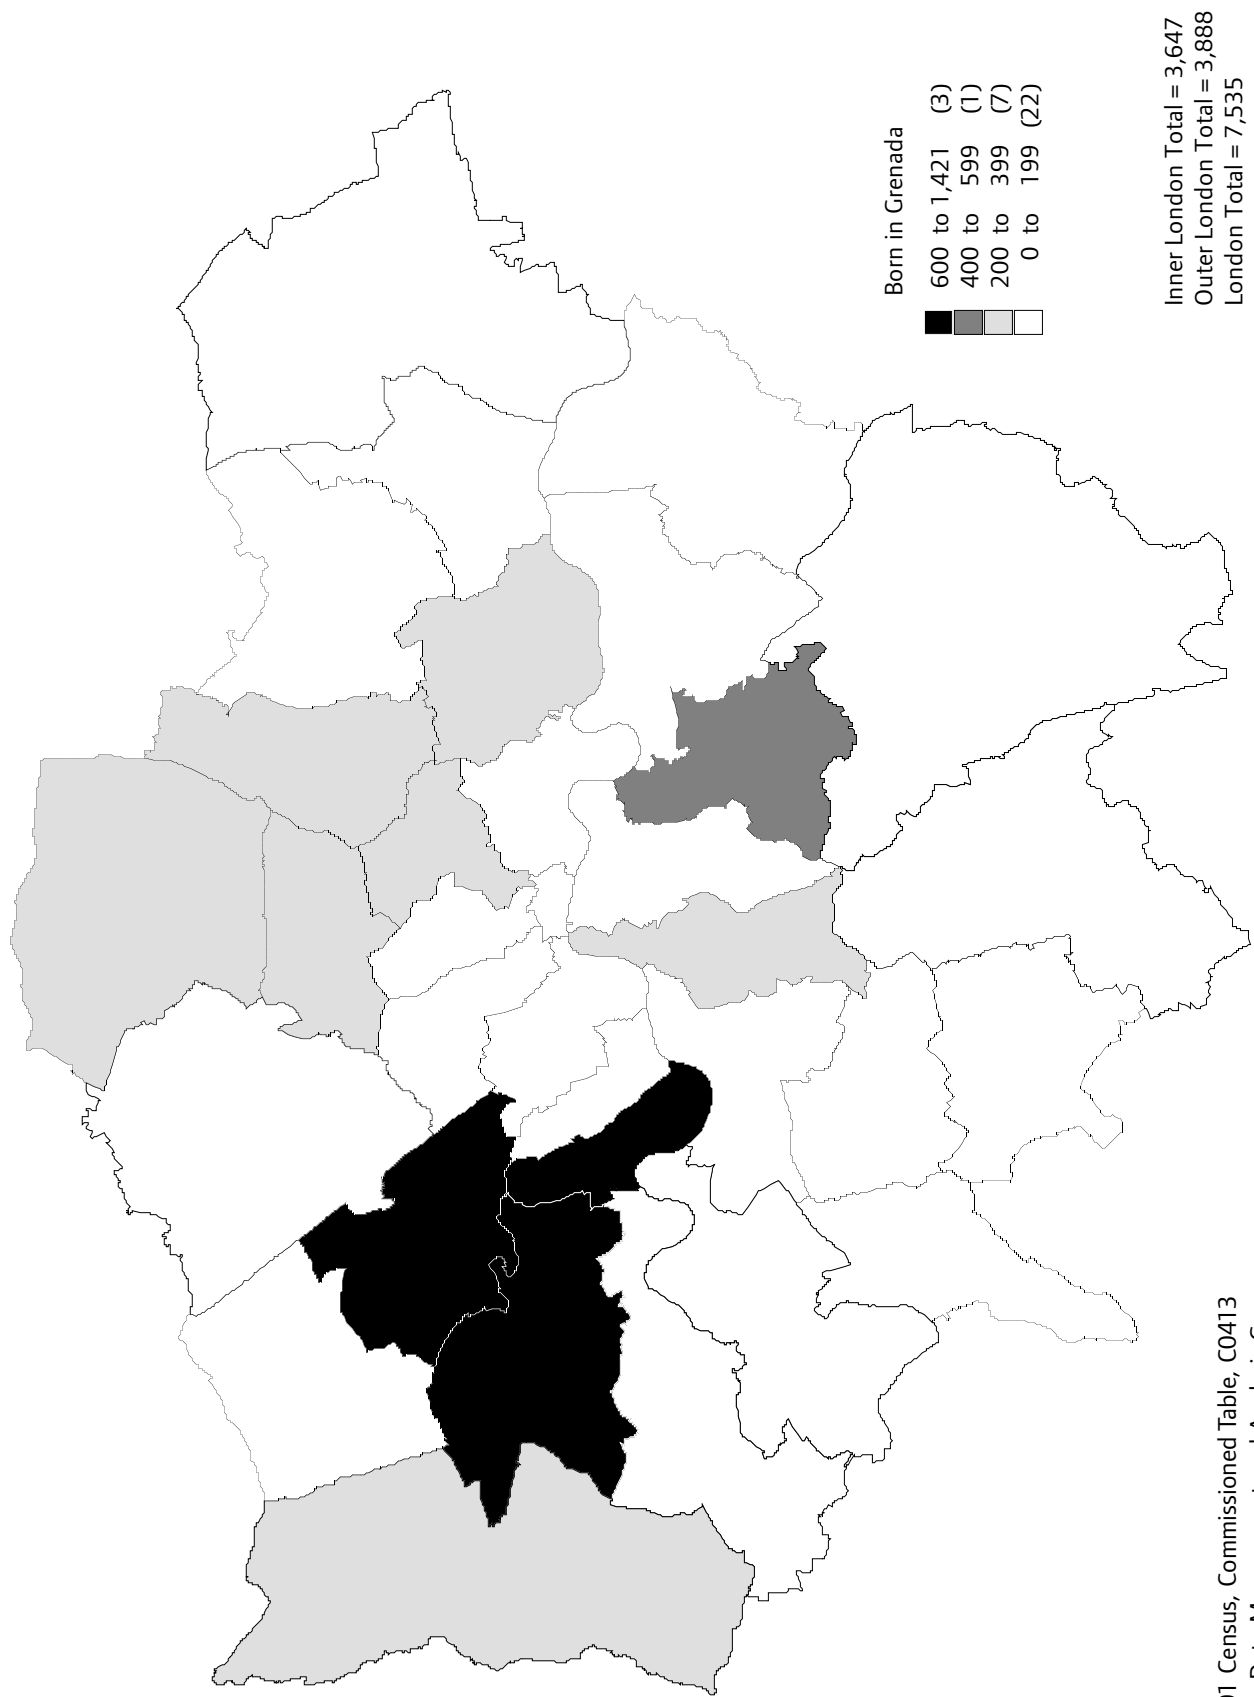 Born in Grenada
600 to 1,421 (3)
400 to 599 (1)
200 to 399 (7)
0 to 199 (22)
Inner London Total = 3,647
Outer London Total = 3,888
London Total = 7,535
Census, Commissioned Table, C0413